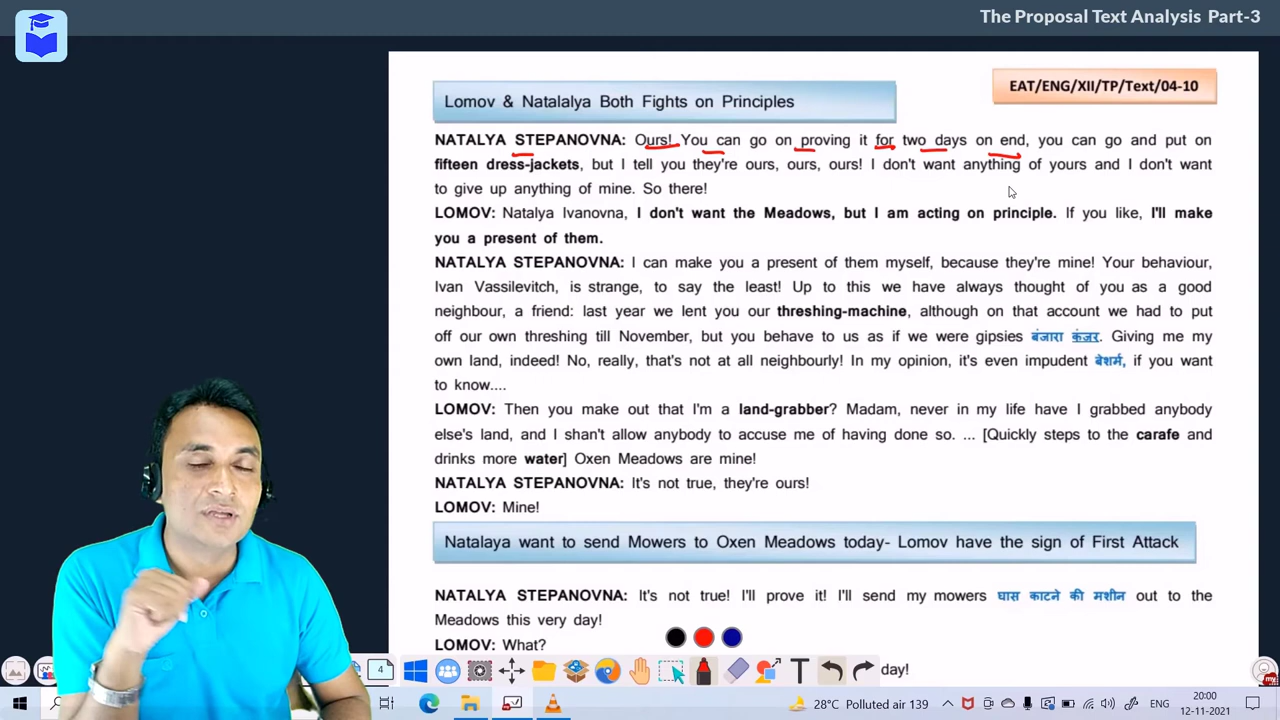 The Proposal Text Analysis Part-3
EAT/ENG/XII/TP/Text/04-10
Lomov & Natalalya Both Fights on Principles
NATALYA STEPANOVNA: Ours! You can go on proving it for two days on end, you can go and put on
fifteen dress-jackets, but I tell you they're ours, ours, ours! I don't want anything of yours and I don't want
to give up anything of mine. So there!
LOMOV: Natalya Ivanovna, I don't want the Meadows, but I am acting on principle. If you like, I'll make
you a present of them.
NATALYA STEPANOVNA: I can make you a present of them myself, because they're mine! Your behaviour,
Ivan Vassilevitch, is strange, to say the least! Up to this we have always thought of you as a good
neighbour, a friend: last year we lent you our threshing-machine, although on that account we had to put
off our own threshing till November, but you behave to us as if we were gipsies बंजारा कंजर. Giving me my
own land, indeed! No, really, that's not at all neighbourly! In my opinion, it's even impudent बेशर्म, if you want
to know....
LOMOV: Then you make out that I'm a land-grabber? Madam, never in my life have I grabbed anybody
else's land, and I shan't allow anybody to accuse me of having done so. ... [Quickly steps to the carafe and
drinks more water] Oxen Meadows are mine!
NATALYA STEPANOVNA: It's not true, they're ours!
LOMOV: Mine!
Natalaya want to send Mowers to Oxen Meadows today- Lomov have the sign of First Attack
NATALYA STEPANOVNA: It's not true! I'll prove it! I'll send my mowers घास काटने की मशीन out to the
Meadows this very day!
LOMOV: What?
day!
4
T
my
28°C Polluted air 139
ENG
20:00
12-11-2021